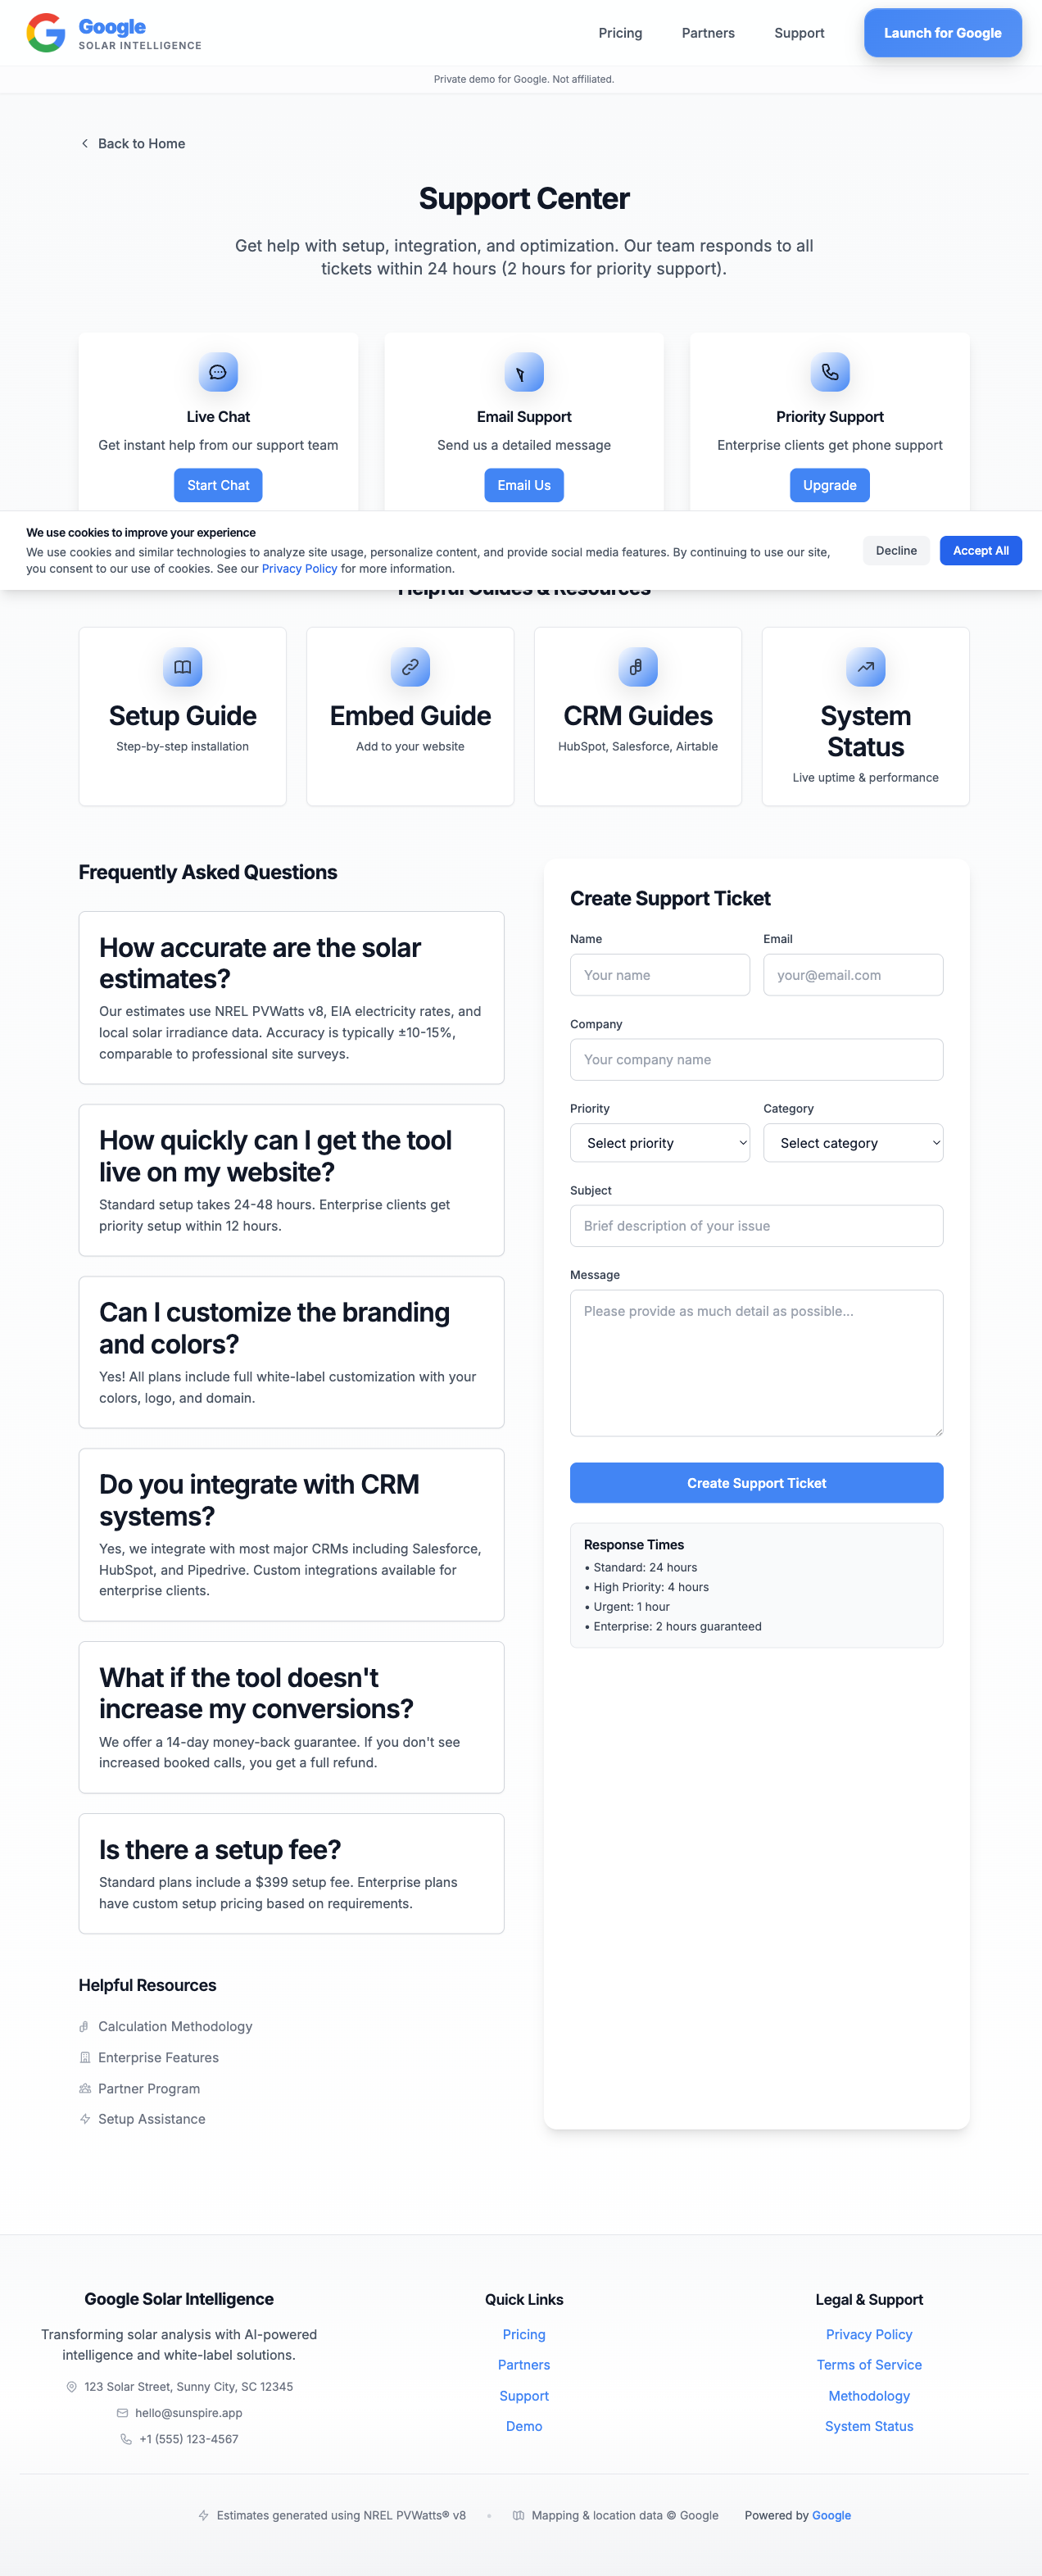 Google
SOLAR INTELLIGENCE
Pricing
Partners
Support
Launch for Google
Private demo for Google. Not affiliated.
Back to Home
Support Center
Get help with setup, integration, and optimization. Our team responds to all
tickets within 24 hours (2 hours for priority support).
Live Chat
Get instant help from our support team
Start Chat
Email Support
Send us a detailed message
Email Us
Priority Support
Enterprise clients get phone support
Upgrade
We use cookies to improve your experience
We use cookies and similar technologies to analyze site usage, personalize content, and provide social media features. By continuing to use our site,
you consent to our use of cookies. See our Privacy Policy for more information.
Decline
Accept All
Helpful Guides & Resources
Setup Guide
Step-by-step installation
Embed Guide
Add to your website
CRM Guides
HubSpot, Salesforce, Airtable
System
Status
Live uptime & performance
Frequently Asked Questions
How accurate are the solar
estimates?
Our estimates use NREL PVWatts v8, EIA electricity rates, and
local solar irradiance data. Accuracy is typically ±10-15%,
comparable to professional site surveys.
How quickly can I get the tool
live on my website?
Standard setup takes 24-48 hours. Enterprise clients get
priority setup within 12 hours.
Can I customize the branding
and colors?
Yes! All plans include full white-label customization with your
colors, logo, and domain.
Do you integrate with CRM
systems?
Yes, we integrate with most major CRMs including Salesforce,
HubSpot, and Pipedrive. Custom integrations available for
enterprise clients.
What if the tool doesn't
increase my conversions?
We offer a 14-day money-back guarantee. If you don't see
increased booked calls, you get a full refund.
Is there a setup fee?
Standard plans include a $399 setup fee. Enterprise plans
have custom setup pricing based on requirements.
Helpful Resources
Calculation Methodology
Enterprise Features
Partner Program
Setup Assistance
Create Support Ticket
Name
Email
Your name
your@email.com
Company
Your company name
Priority
Category
Select priority
Select category
Subject
Brief description of your issue
Message
Please provide as much detail as possible...
Create Support Ticket
Response Times
• Standard: 24 hours
• High Priority: 4 hours
• Urgent: 1 hour
• Enterprise: 2 hours guaranteed
Google Solar Intelligence
Transforming solar analysis with AI-powered
intelligence and white-label solutions.
123 Solar Street, Sunny City, SC 12345
hello@sunspire.app
+1 (555) 123-4567
Quick Links
Pricing
Partners
Support
Demo
Legal & Support
Privacy Policy
Terms of Service
Methodology
System Status
Estimates generated using NREL PVWatts® v8
•
Mapping & location data © Google
Powered by Google